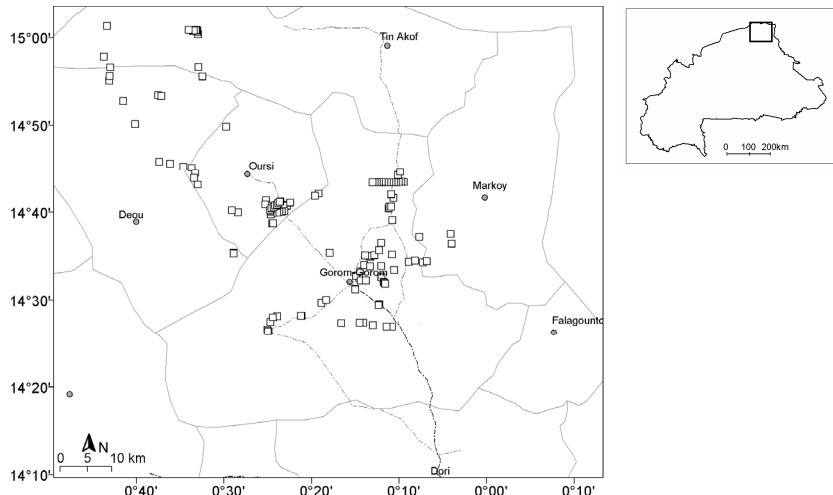 15°00'
14°50'
14°40'
14°30'
14°20'
14°10'
Tin Akof
Oursi
Markoy
Deou
Gorom-Gorom
Falagounto
Dori
N
0 5 10 km
0°40' 0°30' 0°20' 0°10' 0°00' 0°10'
0 100 200km